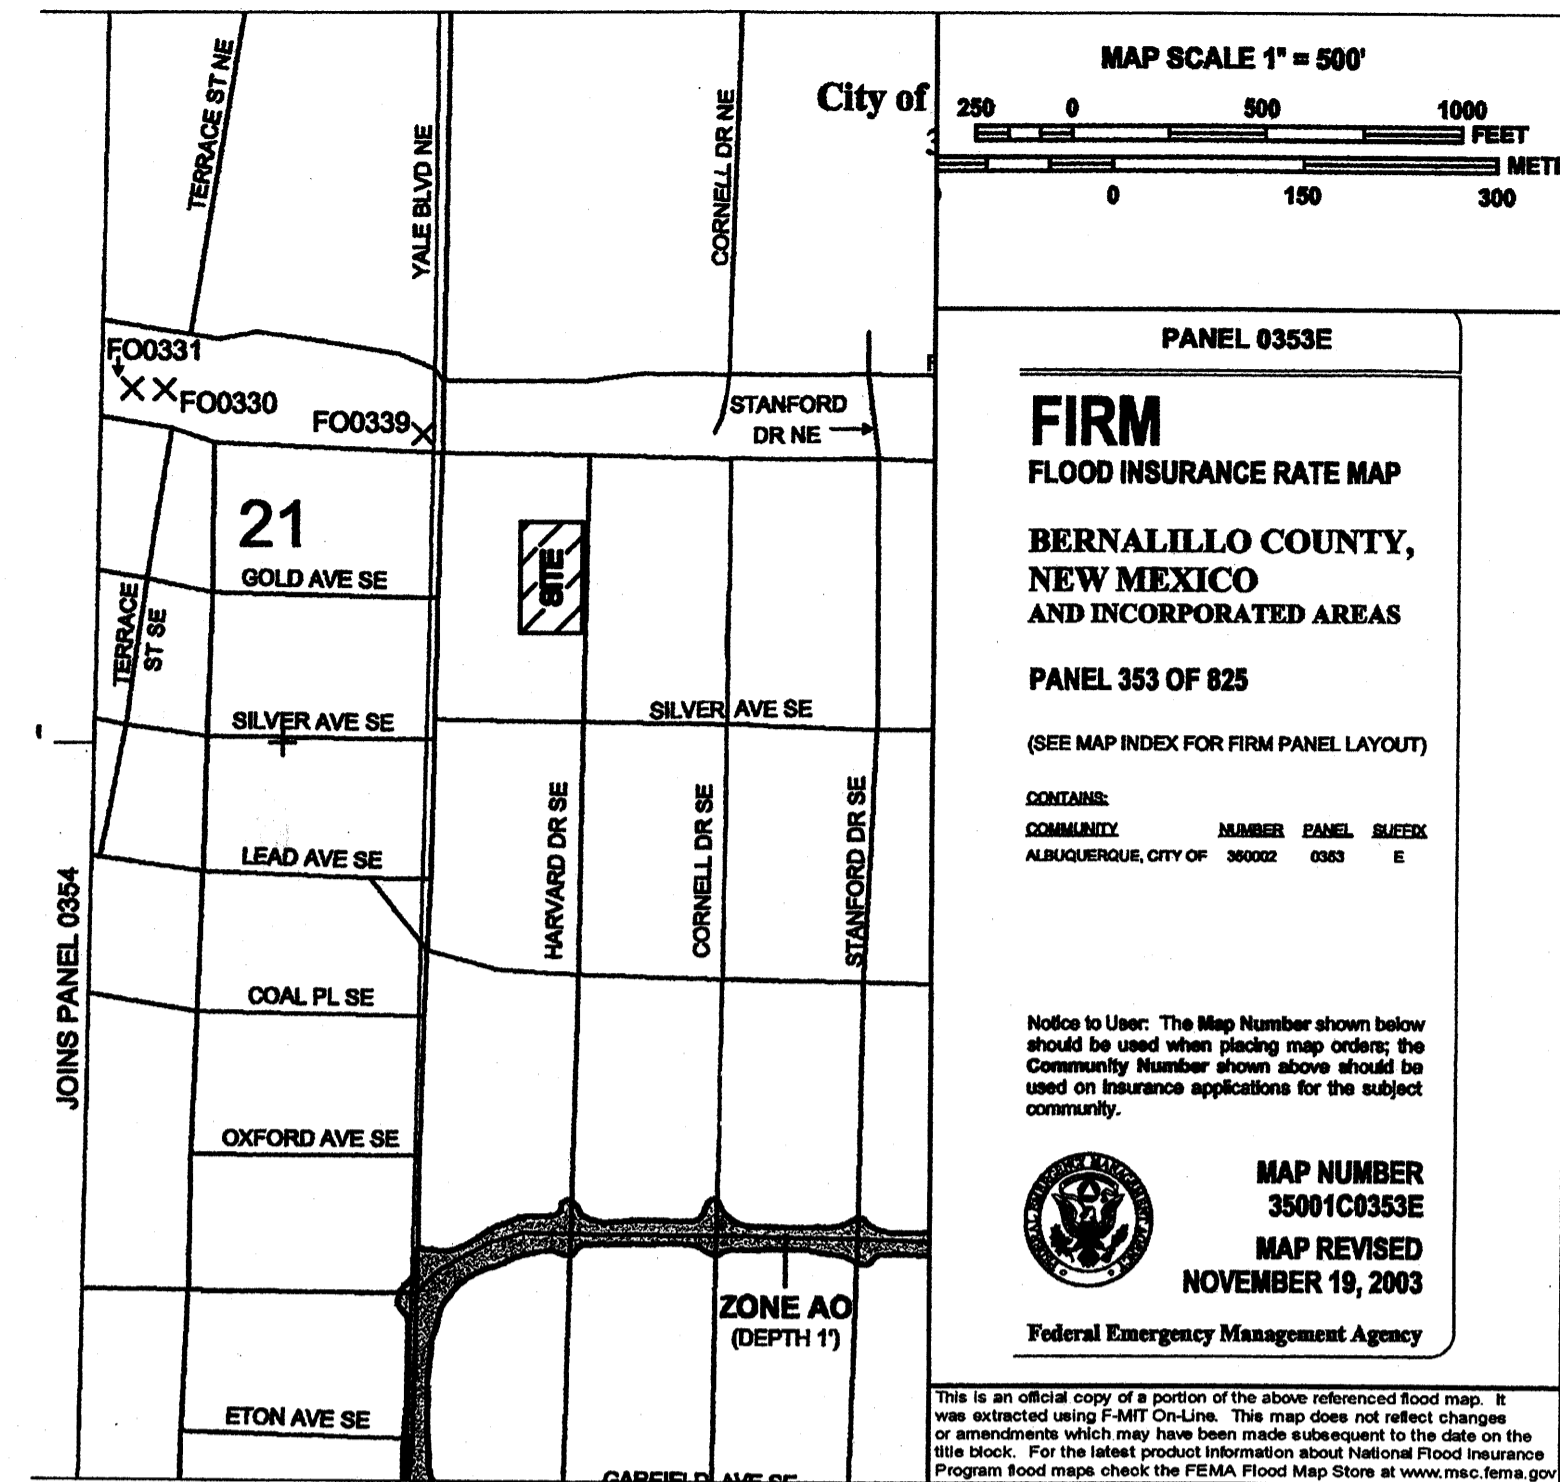 TERRACE ST NE
YALE BLVD NE
CORNELL DR NE
City of
FO0331
FO0330
FO0339
STANFORD
DR NE
21
GOLD AVE SE
SITE
TERRACE
ST SE
SILVER AVE SE
SILVER AVE SE
LEAD AVE SE
HARVARD DR SE
CORNELL DR SE
STANFORD DR SE
JOINS PANEL 0354
COAL PL SE
OXFORD AVE SE
ZONE AO
(DEPTH 1')
ETON AVE SE
GARFIELD AVE SE
MAP SCALE 1" = 500'
250 0 500 1000
FEET
METE
0 150 300
PANEL 0353E
FIRM
FLOOD INSURANCE RATE MAP
BERNALILLO COUNTY,
NEW MEXICO
AND INCORPORATED AREAS
PANEL 353 OF 825
(SEE MAP INDEX FOR FIRM PANEL LAYOUT)
CONTAINS:
COMMUNITY NUMBER PANEL SUFFIX
ALBUQUERQUE, CITY OF 350002 0353 E
Notice to User: The Map Number shown below
should be used when placing map orders; the
Community Number shown above should be
used on insurance applications for the subject
community.
FEDERAL EMERGENCY MANAGEMENT AGENCY
MAP NUMBER
35001C0353E
MAP REVISED
NOVEMBER 19, 2003
Federal Emergency Management Agency
This is an official copy of a portion of the above referenced flood map. It
was extracted using F-MIT On-Line. This map does not reflect changes
or amendments which may have been made subsequent to the date on the
title block. For the latest product information about National Flood Insurance
Program flood maps check the FEMA Flood Map Store at www.msc.fema.gov